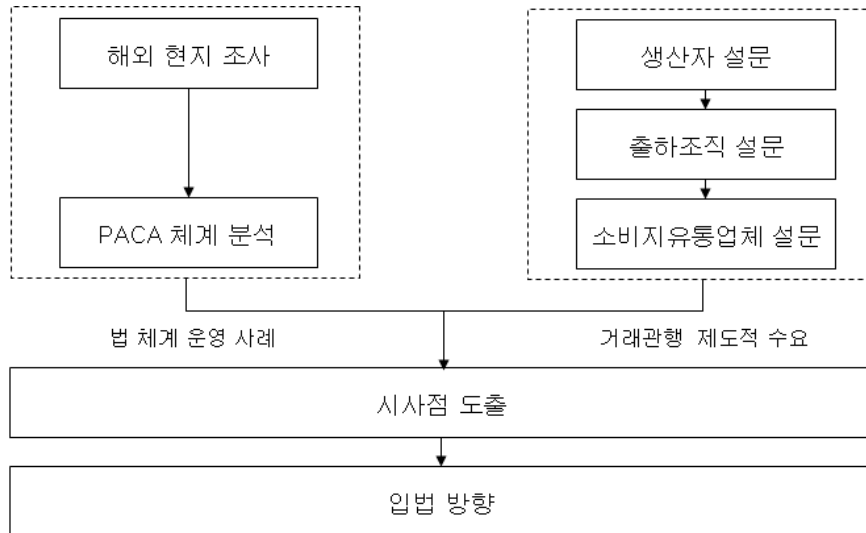 해외 현지 조사
PACA 체계 분석
생산자 설문
출하조직 설문
소비지유통업체 설문
법 체계 운영 사례
거래관행 제도적 수요
시사점 도출
입법 방향